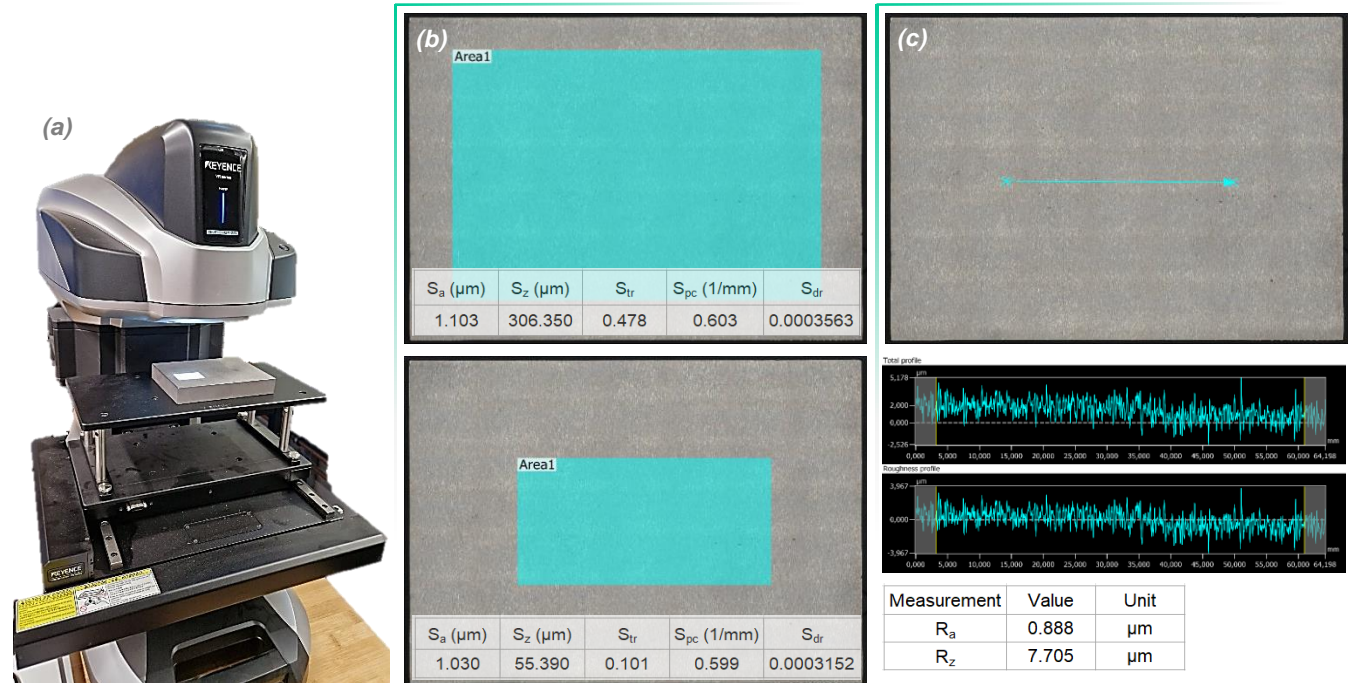 (a)
KEYENCE
KEYENCE
(b)
Area1
Sa (μm) Sz (μm) Str Spc (1/mm) Sdr
1.103 306.350 0.478 0.603 0.0003563
Area1
Sa (μm) Sz (μm) Str Spc (1/mm) Sdr
1.030 55.390 0.101 0.599 0.0003152
(c)
Total profile
μm
5,178
2,000
0,000
-2,526
mm
0,000 5,000 10,000 15,000 20,000 25,000 30,000 35,000 40,000 45,000 50,000 55,000 60,000 64,198
Roughness profile
μm
3,967
0,000
-3,967
mm
0,000 5,000 10,000 15,000 20,000 25,000 30,000 35,000 40,000 45,000 50,000 55,000 60,000 64,198
Measurement Value Unit
Ra 0.888 μm
Rz 7.705 μm